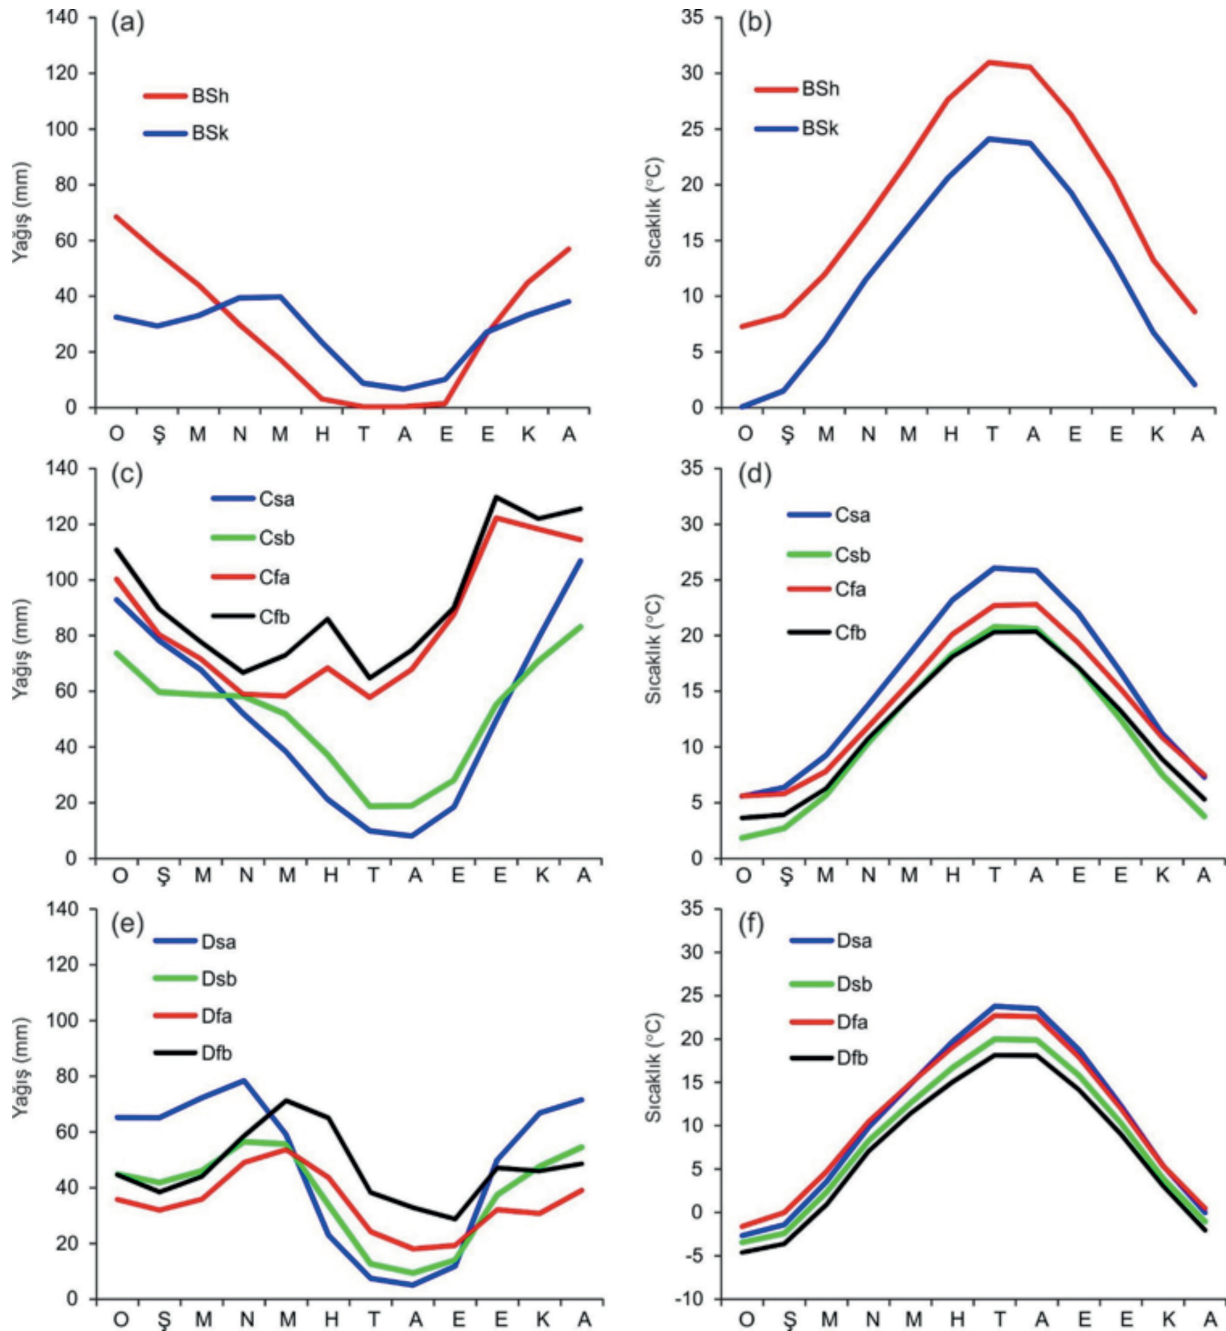 (a)
Yağış (mm)
140
120
100
80
60
40
20
0
BSh
BSk
O Ş M N M H T A E E K A
(b)
Sıcaklık (°C)
35
30
25
20
15
10
5
0
BSh
BSk
O Ş M N M H T A E E K A
(c)
Yağış (mm)
140
120
100
80
60
40
20
0
Csa
Csb
Cfa
Cfb
O Ş M N M H T A E E K A
(d)
Sıcaklık (°C)
35
30
25
20
15
10
5
0
Csa
Csb
Cfa
Cfb
O Ş M N M H T A E E K A
(e)
Yağış (mm)
140
120
100
80
60
40
20
0
Dsa
Dsb
Dfa
Dfb
O Ş M N M H T A E E K A
(f)
Sıcaklık (°C)
35
30
25
20
15
10
5
0
-5
-10
Dsa
Dsb
Dfa
Dfb
O Ş M N M H T A E E K A